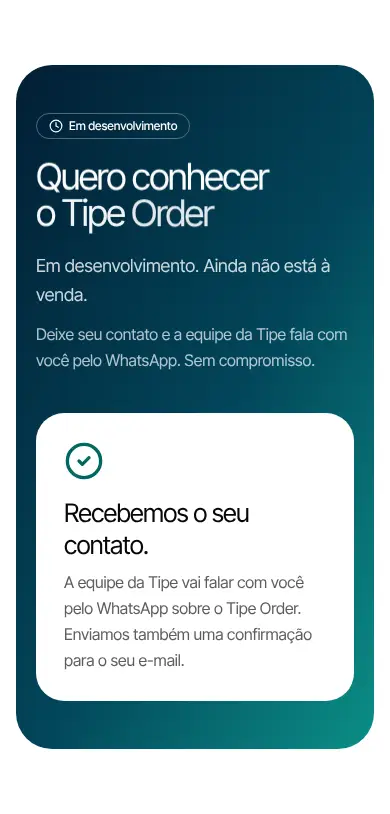 Em desenvolvimento
Quero conhecer
o Tipe Order
Em desenvolvimento. Ainda não está à
venda.
Deixe seu contato e a equipe da Tipe fala com
você pelo WhatsApp. Sem compromisso.
Recebemos o seu
contato.
A equipe da Tipe vai falar com você
pelo WhatsApp sobre o Tipe Order.
Enviamos também uma confirmação
para o seu e-mail.